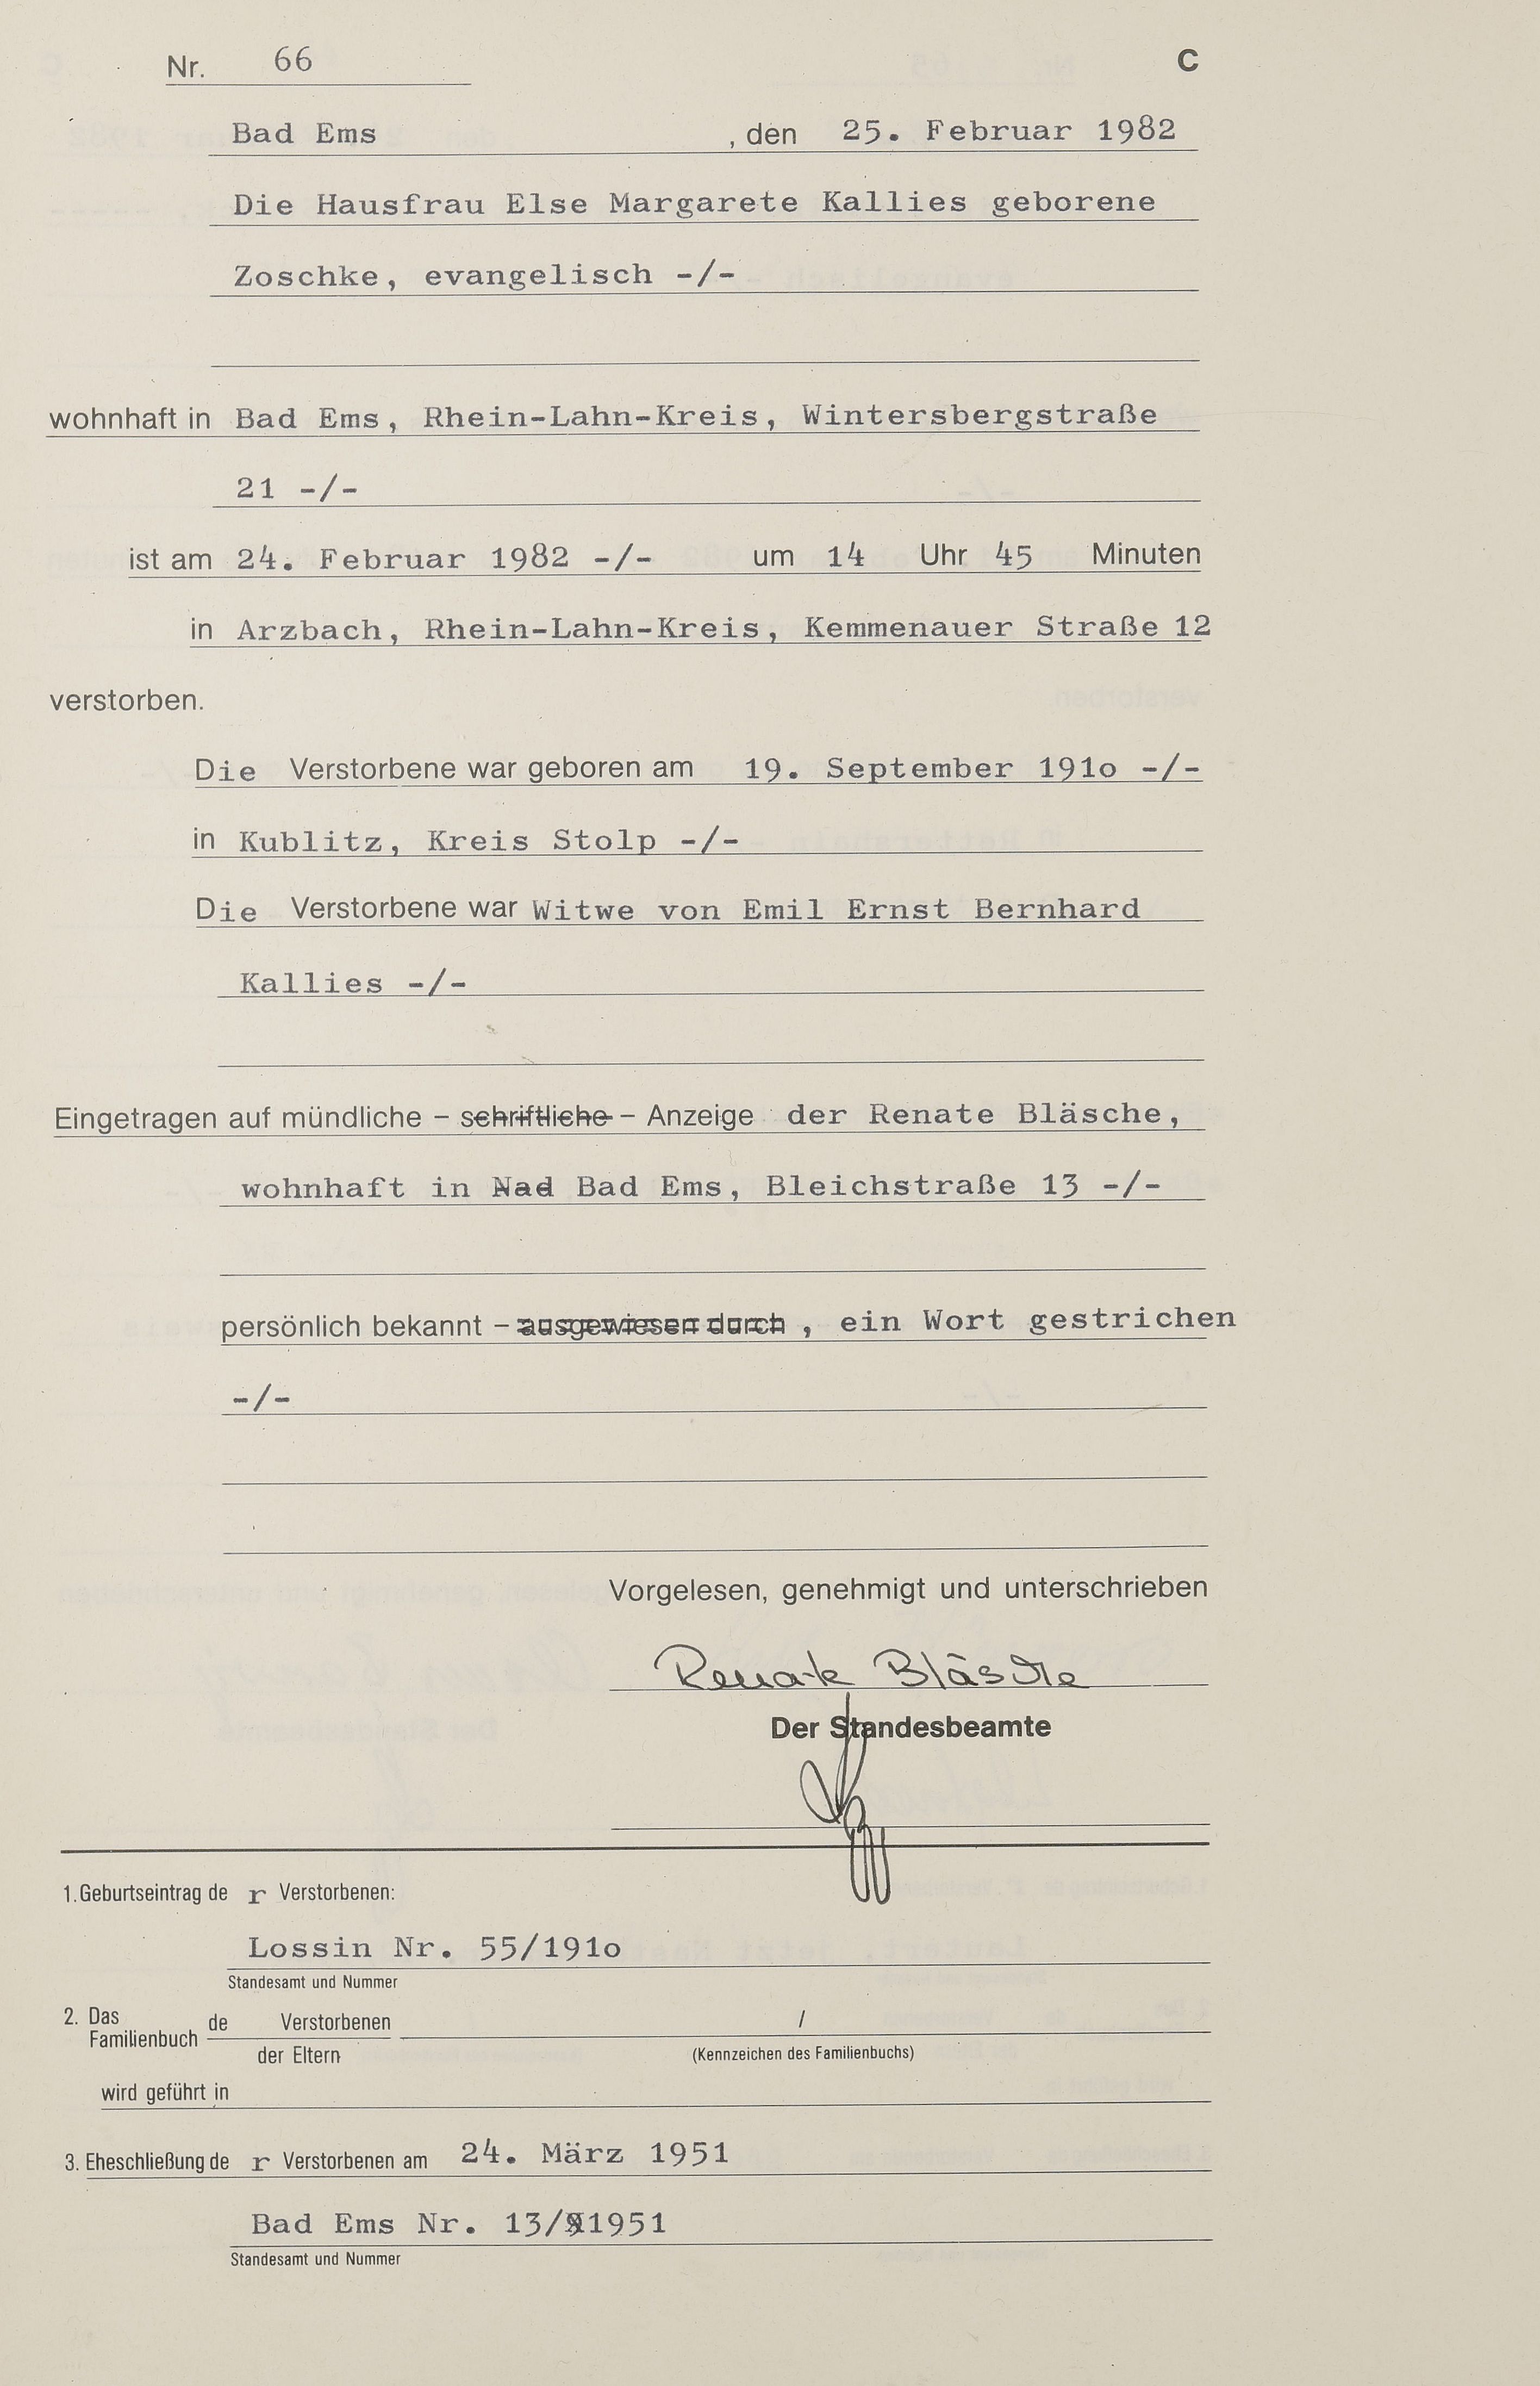 Nr. 66 C
Bad Ems , den 25. Februar 1982
Die Hausfrau Else Margarete Kallies geborene
Zoschke, evangelisch -/-
wohnhaft in Bad Ems, Rhein-Lahn-Kreis, Wintersbergstraße
21 -/-
ist am 24. Februar 1982 -/- um 14 Uhr 45 Minuten
in Arzbach, Rhein-Lahn-Kreis, Kemmenauer Straße 12
verstorben.
Die Verstorbene war geboren am 19. September 191o -/-
in Kublitz, Kreis Stolp -/-
Die Verstorbene war Witwe von Emil Ernst Bernhard
Kallies -/-
Eingetragen auf mündliche – schriftliche – Anzeige der Renate Bläsche,
wohnhaft in Nad Bad Ems, Bleichstraße 13 -/-
persönlich bekannt – ausgewiesen durch , ein Wort gestrichen
-/-
Vorgelesen, genehmigt und unterschrieben
Renate Bläsche
Der Standesbeamte
1. Geburtseintrag de r Verstorbenen:
Lossin Nr. 55/191o
Standesamt und Nummer
2. Das Familienbuch de Verstorbenen /
der Eltern (Kennzeichen des Familienbuchs)
wird geführt in
3. Eheschließung de r Verstorbenen am 24. März 1951
Bad Ems Nr. 13/1951
Standesamt und Nummer